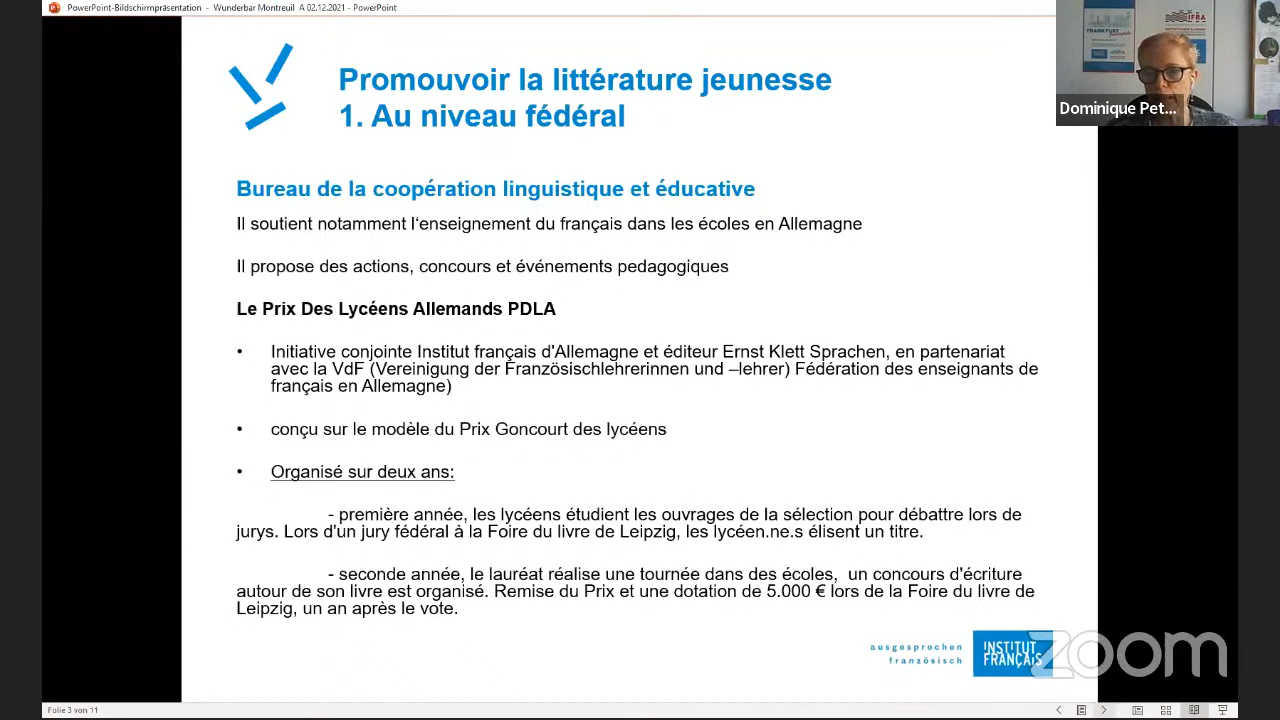 PowerPoint-Bildschirmpräsentation - Wunderbar Montreuil A 02.12.2021 - PowerPoint
FRANKFURT
IFRA
Dominique Pet...
Promouvoir la littérature jeunesse
1. Au niveau fédéral
Bureau de la coopération linguistique et éducative
Il soutient notamment l‘enseignement du français dans les écoles en Allemagne
Il propose des actions, concours et événements pedagogiques
Le Prix Des Lycéens Allemands PDLA
• Initiative conjointe Institut français d'Allemagne et éditeur Ernst Klett Sprachen, en partenariat
avec la VdF (Vereinigung der Französischlehrerinnen und –lehrer) Fédération des enseignants de
français en Allemagne)
• conçu sur le modèle du Prix Goncourt des lycéens
• Organisé sur deux ans:
- première année, les lycéens étudient les ouvrages de la sélection pour débattre lors de
jurys. Lors d'un jury fédéral à la Foire du livre de Leipzig, les lycéen.ne.s élisent un titre.
- seconde année, le lauréat réalise une tournée dans des écoles, un concours d'écriture
autour de son livre est organisé. Remise du Prix et une dotation de 5.000 € lors de la Foire du livre de
Leipzig, un an après le vote.
ausgesprochen
französisch
INSTITUT
FRANÇAIS
zoom
Folie 3 von 11